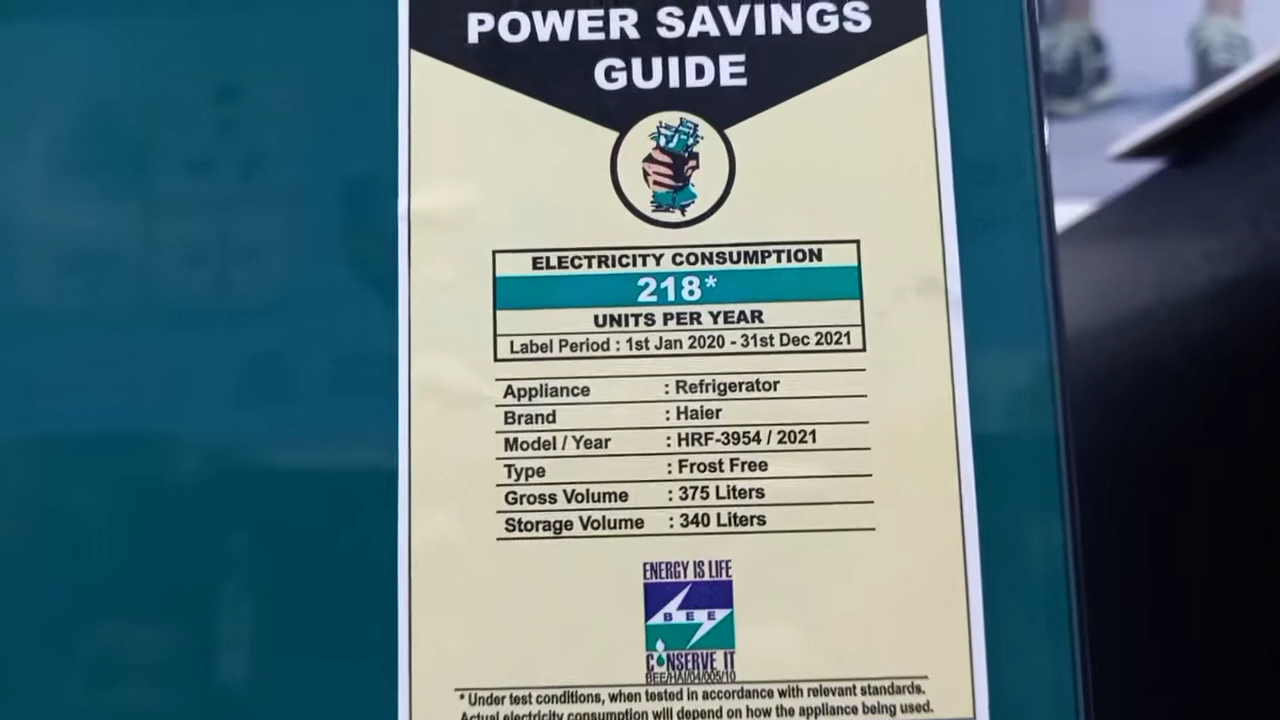 POWER SAVINGS
GUIDE
ELECTRICITY CONSUMPTION
218*
UNITS PER YEAR
Label Period : 1st Jan 2020 - 31st Dec 2021
Appliance : Refrigerator
Brand : Haier
Model / Year : HRF-3954 / 2021
Type : Frost Free
Gross Volume : 375 Liters
Storage Volume : 340 Liters
ENERGY IS LIFE
BEE
CONSERVE IT
BEE/HAI/04/005/10
* Under test conditions, when tested in accordance with relevant standards.
Actual electricity consumption will depend on how the appliance being used.